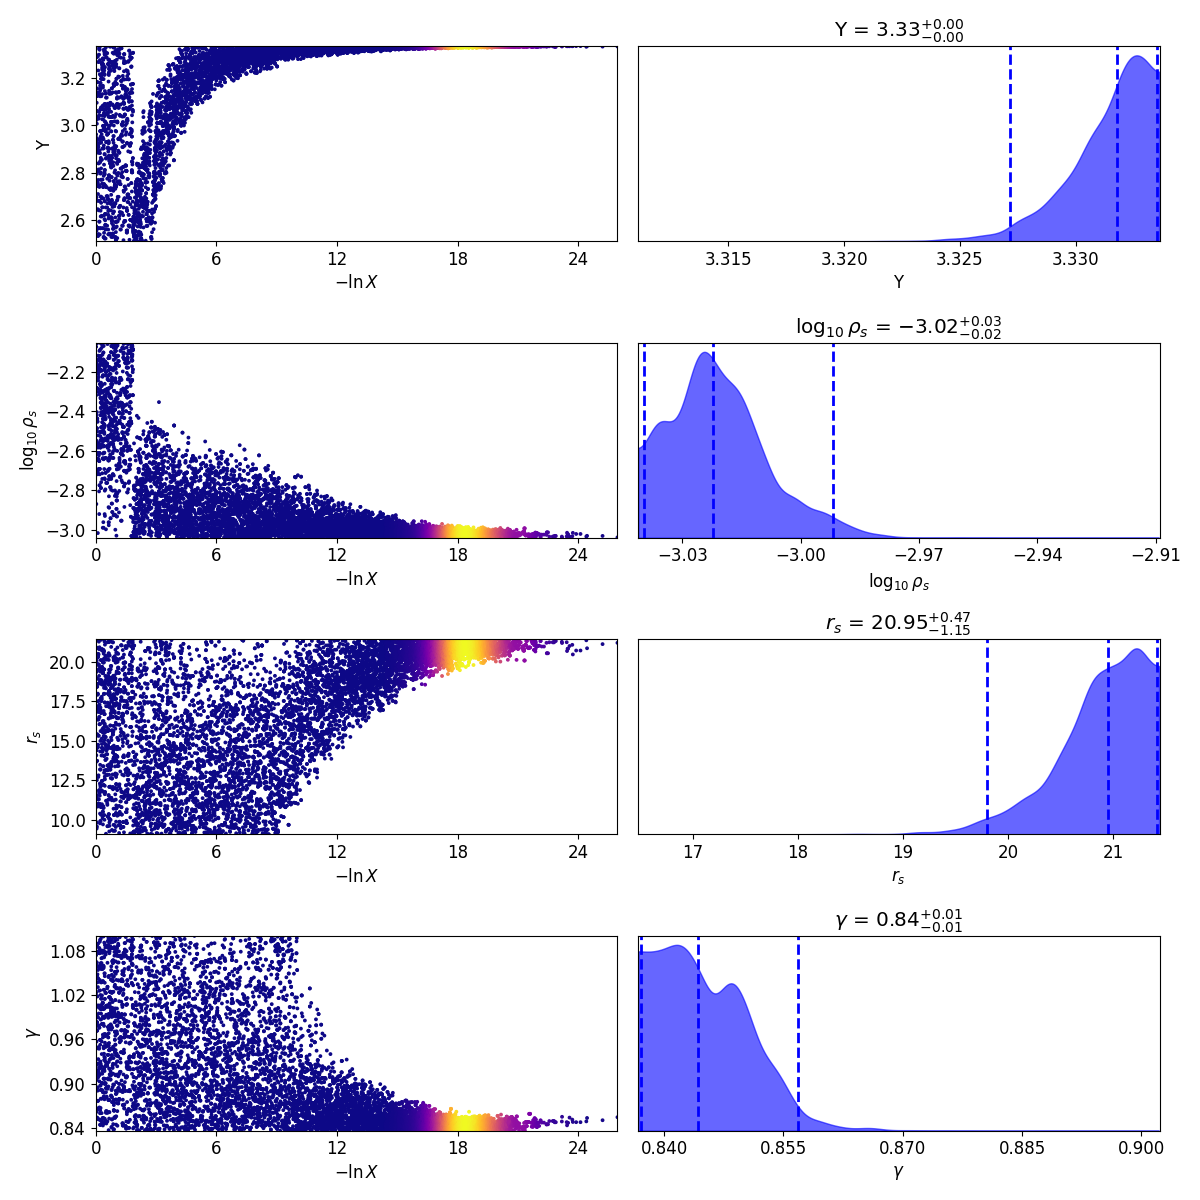 Y = 3.33+0.00 −0.00
3.2
3.0
2.8
2.6
Y
0 6 12 18 24
−ln X
3.315 3.320 3.325 3.330
Y
log10 ρs = −3.02+0.03 −0.02
−2.2
−2.4
−2.6
−2.8
−3.0
log10 ρs
0 6 12 18 24
−ln X
−3.03 −3.00 −2.97 −2.94 −2.91
log10 ρs
rs = 20.95+0.47 −1.15
20.0
17.5
15.0
12.5
10.0
rs
0 6 12 18 24
−ln X
17 18 19 20 21
rs
γ = 0.84+0.01 −0.01
1.08
1.02
0.96
0.90
0.84
γ
0 6 12 18 24
−ln X
0.840 0.855 0.870 0.885 0.900
γ